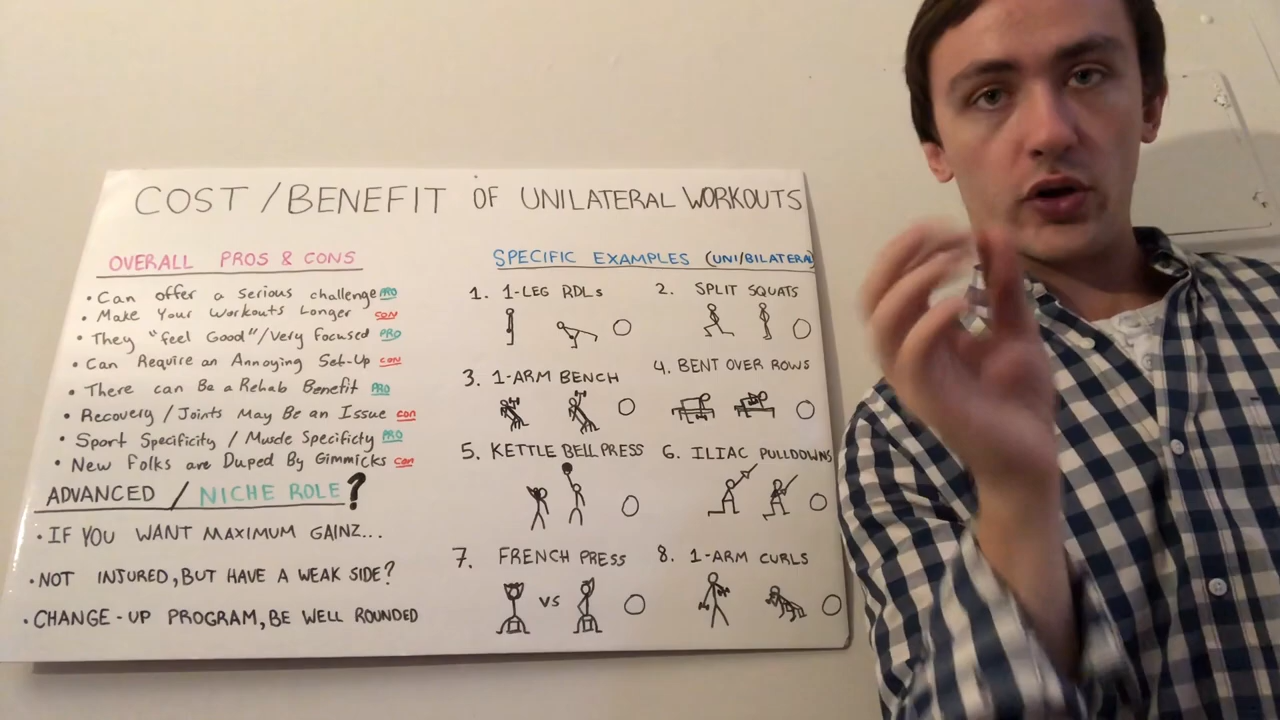 COST / BENEFIT OF UNILATERAL WORKOUTS
OVERALL PROS & CONS
• Can offer a serious challenge PRO
• Make Your Workouts Longer CON
• They "feel Good"/Very Focused PRO
• Can Require an Annoying Set-Up con
• There can Be a Rehab Benefit PRO
• Recovery / Joints May Be an Issue con
• Sport Specificity / Muscle Specificty PRO
• New Folks are Duped By Gimmicks con
ADVANCED / NICHE ROLE?
• IF YOU WANT MAXIMUM GAINZ...
• NOT INJURED, BUT HAVE A WEAK SIDE?
• CHANGE-UP PROGRAM, BE WELL ROUNDED
SPECIFIC EXAMPLES (UNI/BILATERAL)
1. 1-LEG RDLs
2. SPLIT SQUATS
3. 1-ARM BENCH
4. BENT OVER ROWS
5. KETTLE BELL PRESS
6. ILIAC PULLDOWNS
7. FRENCH PRESS
VS
8. 1-ARM CURLS